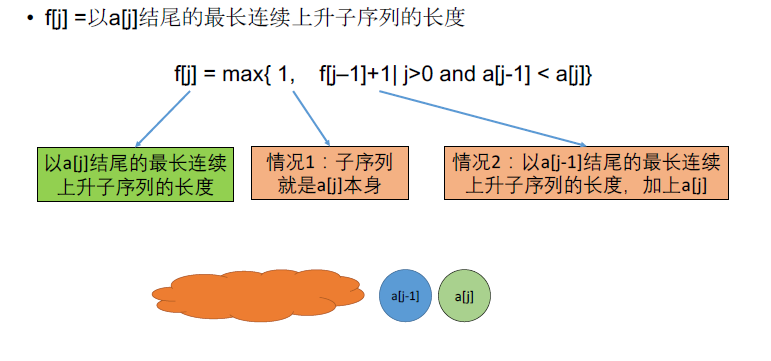 • f[j] =以a[j]结尾的最长连续上升子序列的长度
f[j] = max{ 1, f[j–1]+1| j>0 and a[j-1] < a[j]}
以a[j]结尾的最长连续
上升子序列的长度
情况1：子序列
就是a[j]本身
情况2：以a[j-1]结尾的最长连续
上升子序列的长度，加上a[j]
a[j-1]
a[j]